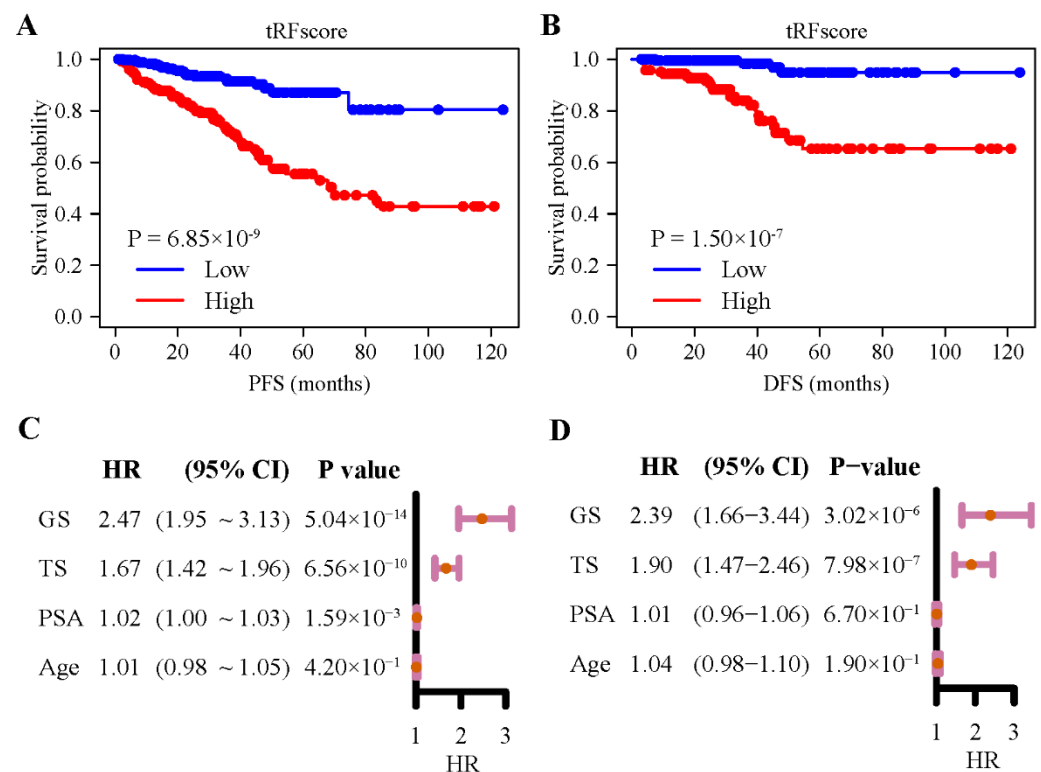 A
tRFscore
Survival probability
1.0
0.8
0.6
0.4
0.2
0.0
P = 6.85×10⁻⁹
Low
High
0 20 40 60 80 100 120
PFS (months)
B
tRFscore
Survival probability
1.0
0.8
0.6
0.4
0.2
0.0
P = 1.50×10⁻⁷
Low
High
0 20 40 60 80 100 120
DFS (months)
C
HR (95% CI) P value
GS 2.47 (1.95 ~ 3.13) 5.04×10⁻¹⁴
TS 1.67 (1.42 ~ 1.96) 6.56×10⁻¹⁰
PSA 1.02 (1.00 ~ 1.03) 1.59×10⁻³
Age 1.01 (0.98 ~ 1.05) 4.20×10⁻¹
1 2 3
HR
D
HR (95% CI) P−value
GS 2.39 (1.66−3.44) 3.02×10⁻⁶
TS 1.90 (1.47−2.46) 7.98×10⁻⁷
PSA 1.01 (0.96−1.06) 6.70×10⁻¹
Age 1.04 (0.98−1.10) 1.90×10⁻¹
1 2 3
HR